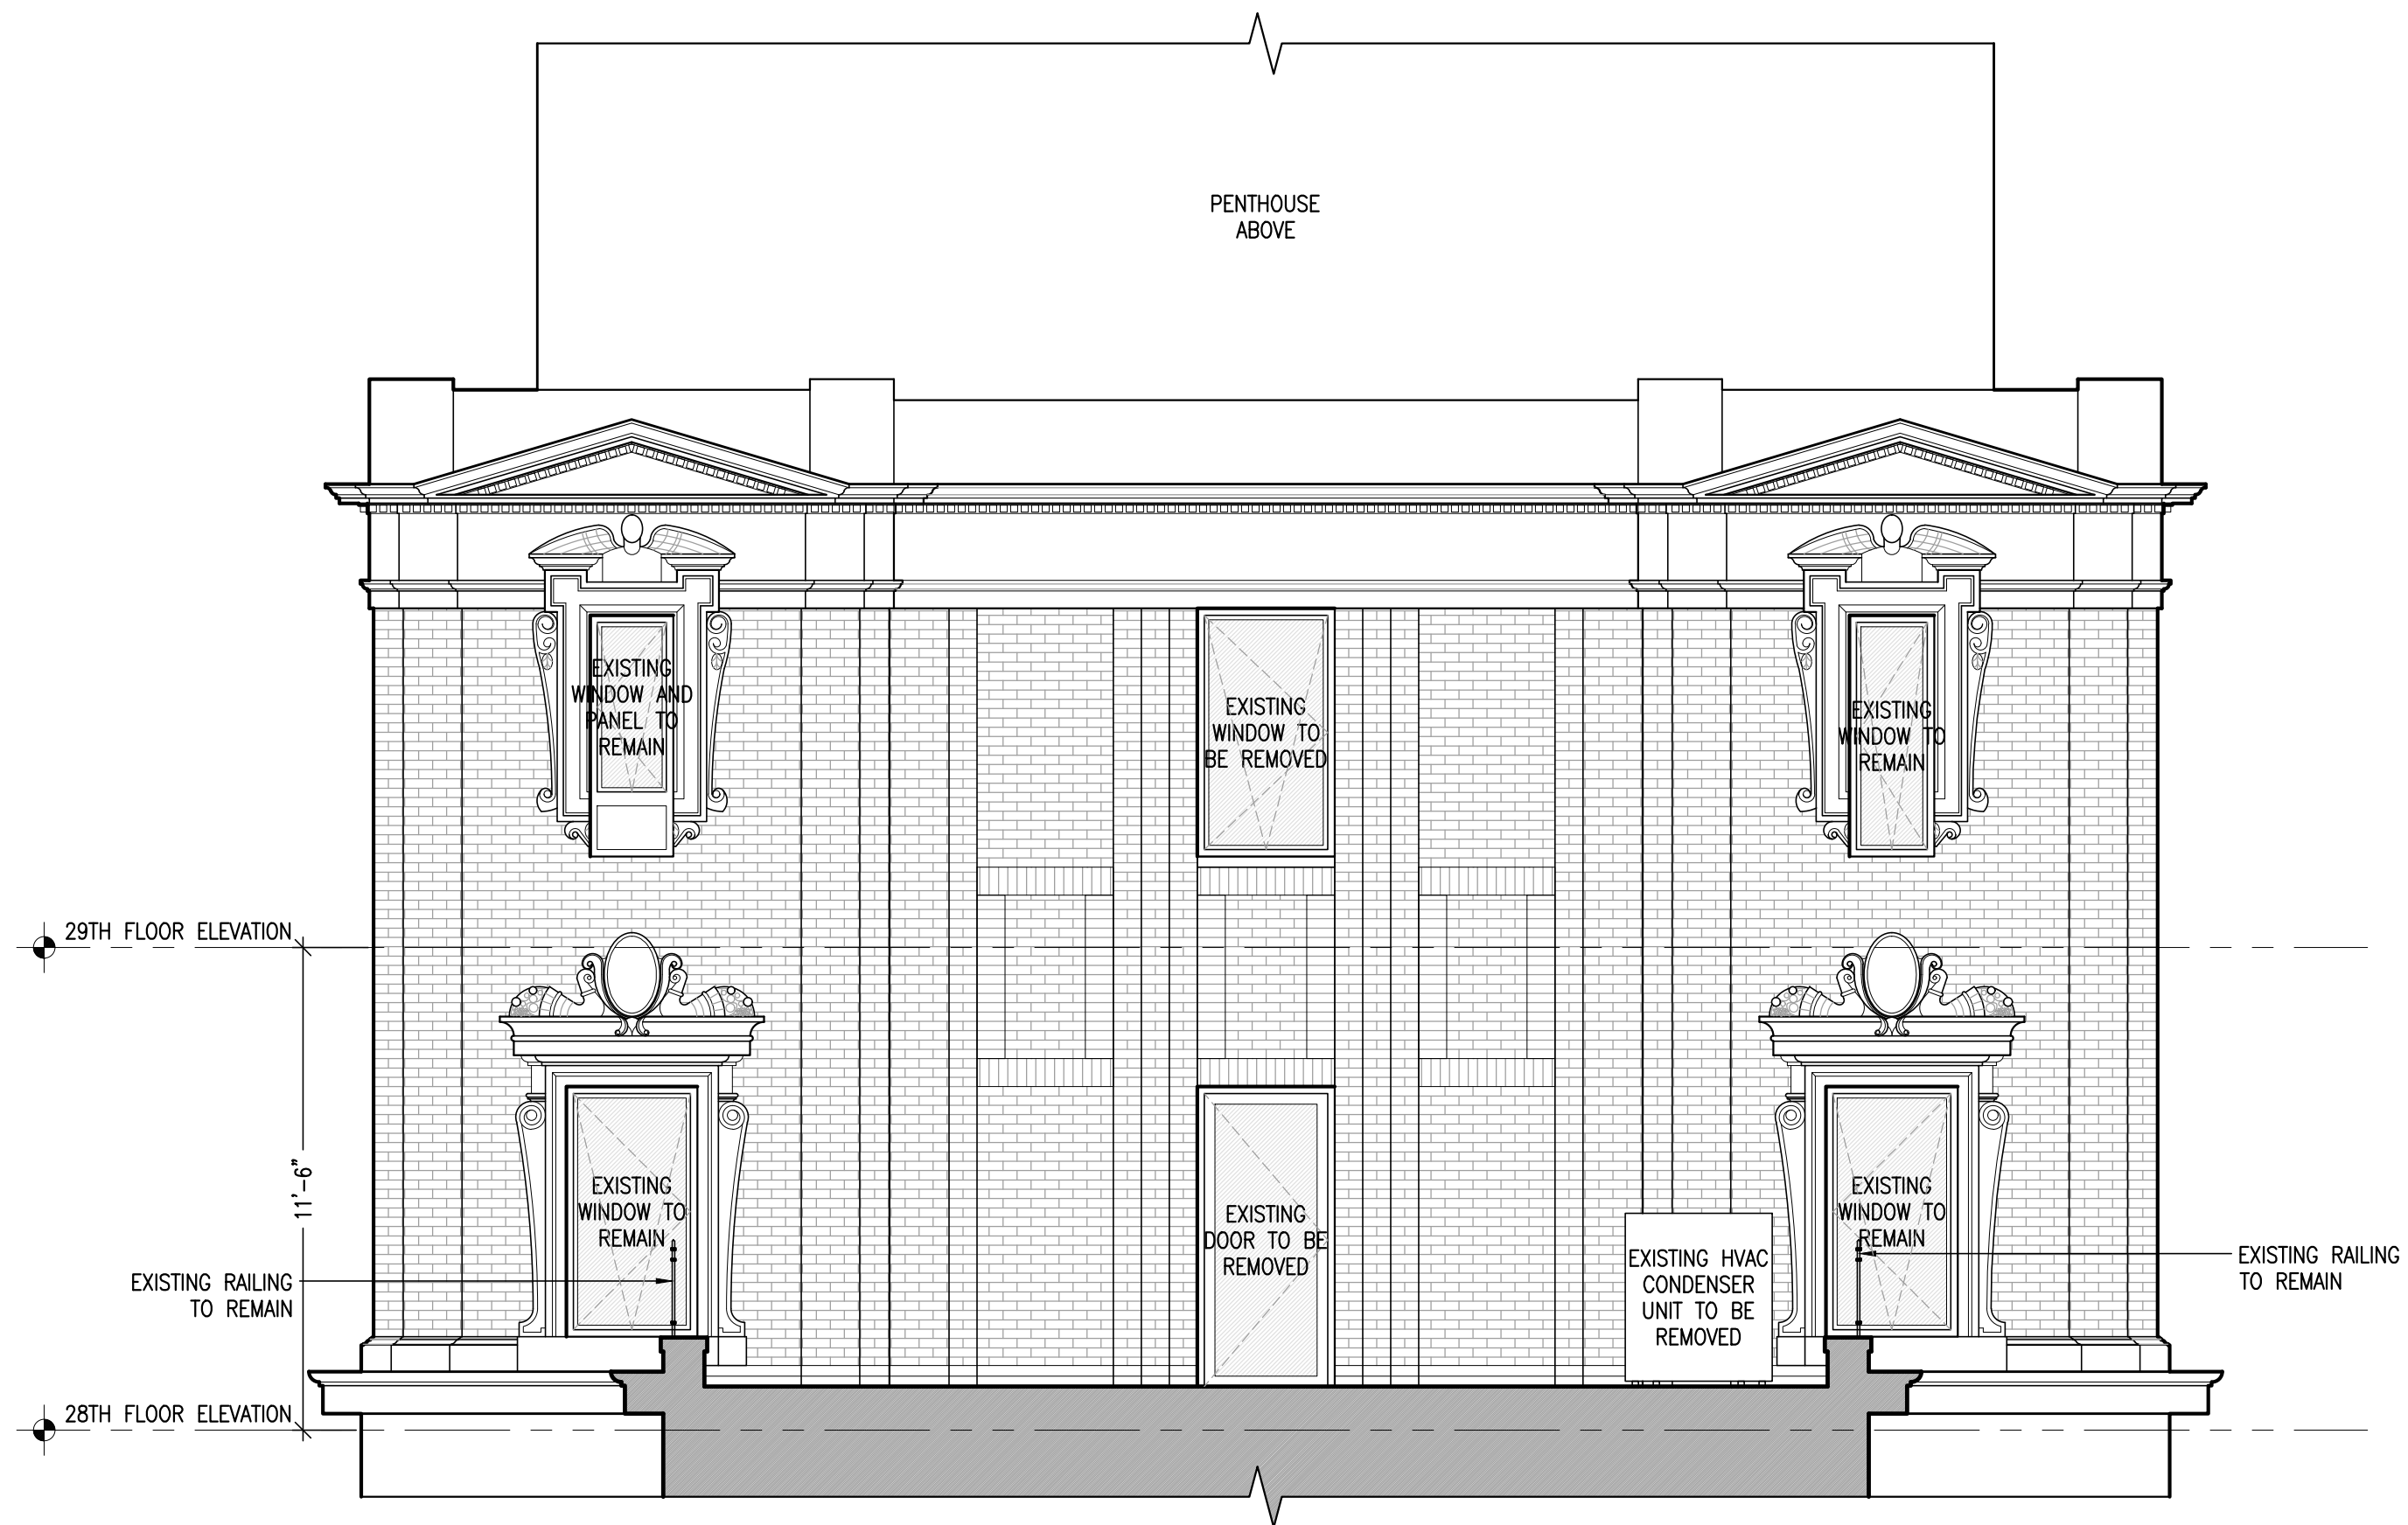 PENTHOUSE
ABOVE
EXISTING
WINDOW AND
PANEL TO
REMAIN
EXISTING
WINDOW TO
BE REMOVED
EXISTING
WINDOW TO
REMAIN
29TH FLOOR ELEVATION
11'-6"
EXISTING
WINDOW TO
REMAIN
EXISTING
DOOR TO BE
REMOVED
EXISTING HVAC
CONDENSER
UNIT TO BE
REMOVED
EXISTING
WINDOW TO
REMAIN
EXISTING RAILING
TO REMAIN
EXISTING RAILING
TO REMAIN
28TH FLOOR ELEVATION